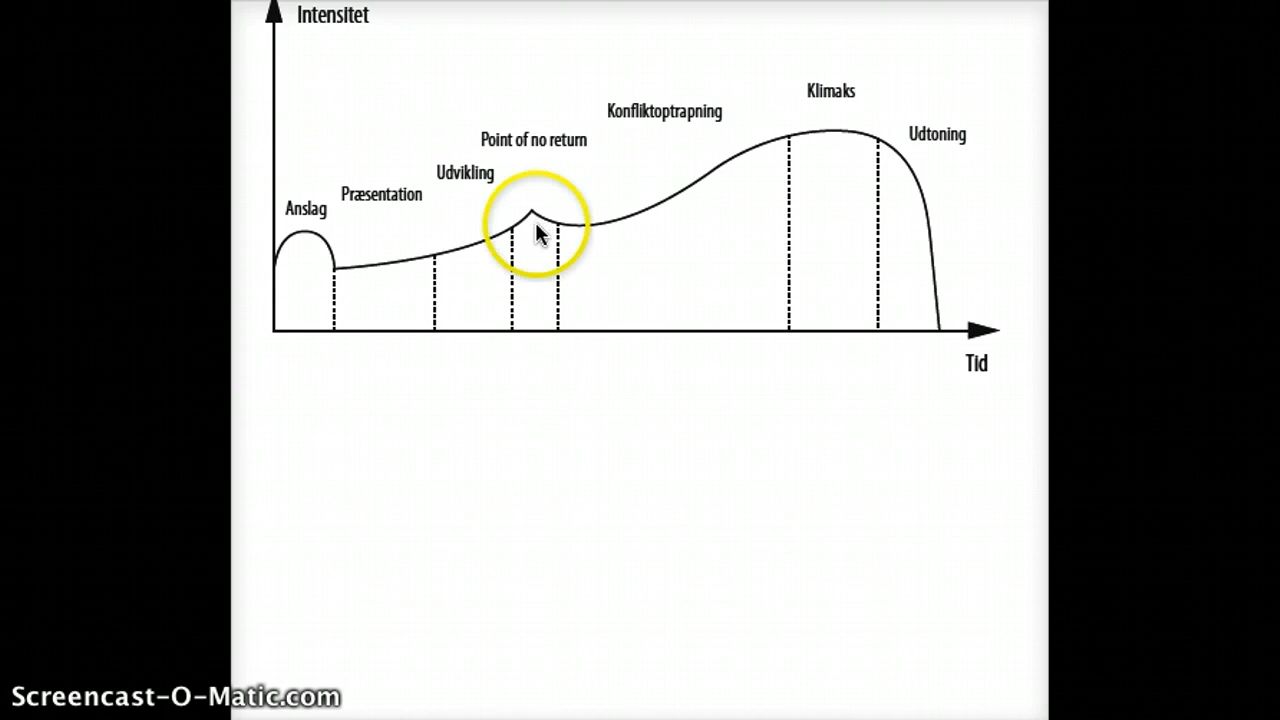 Intensitet
Anslag
Præsentation
Udvikling
Point of no return
Konfliktoptrapning
Klimaks
Udtoning
Tid
Screencast-O-Matic.com